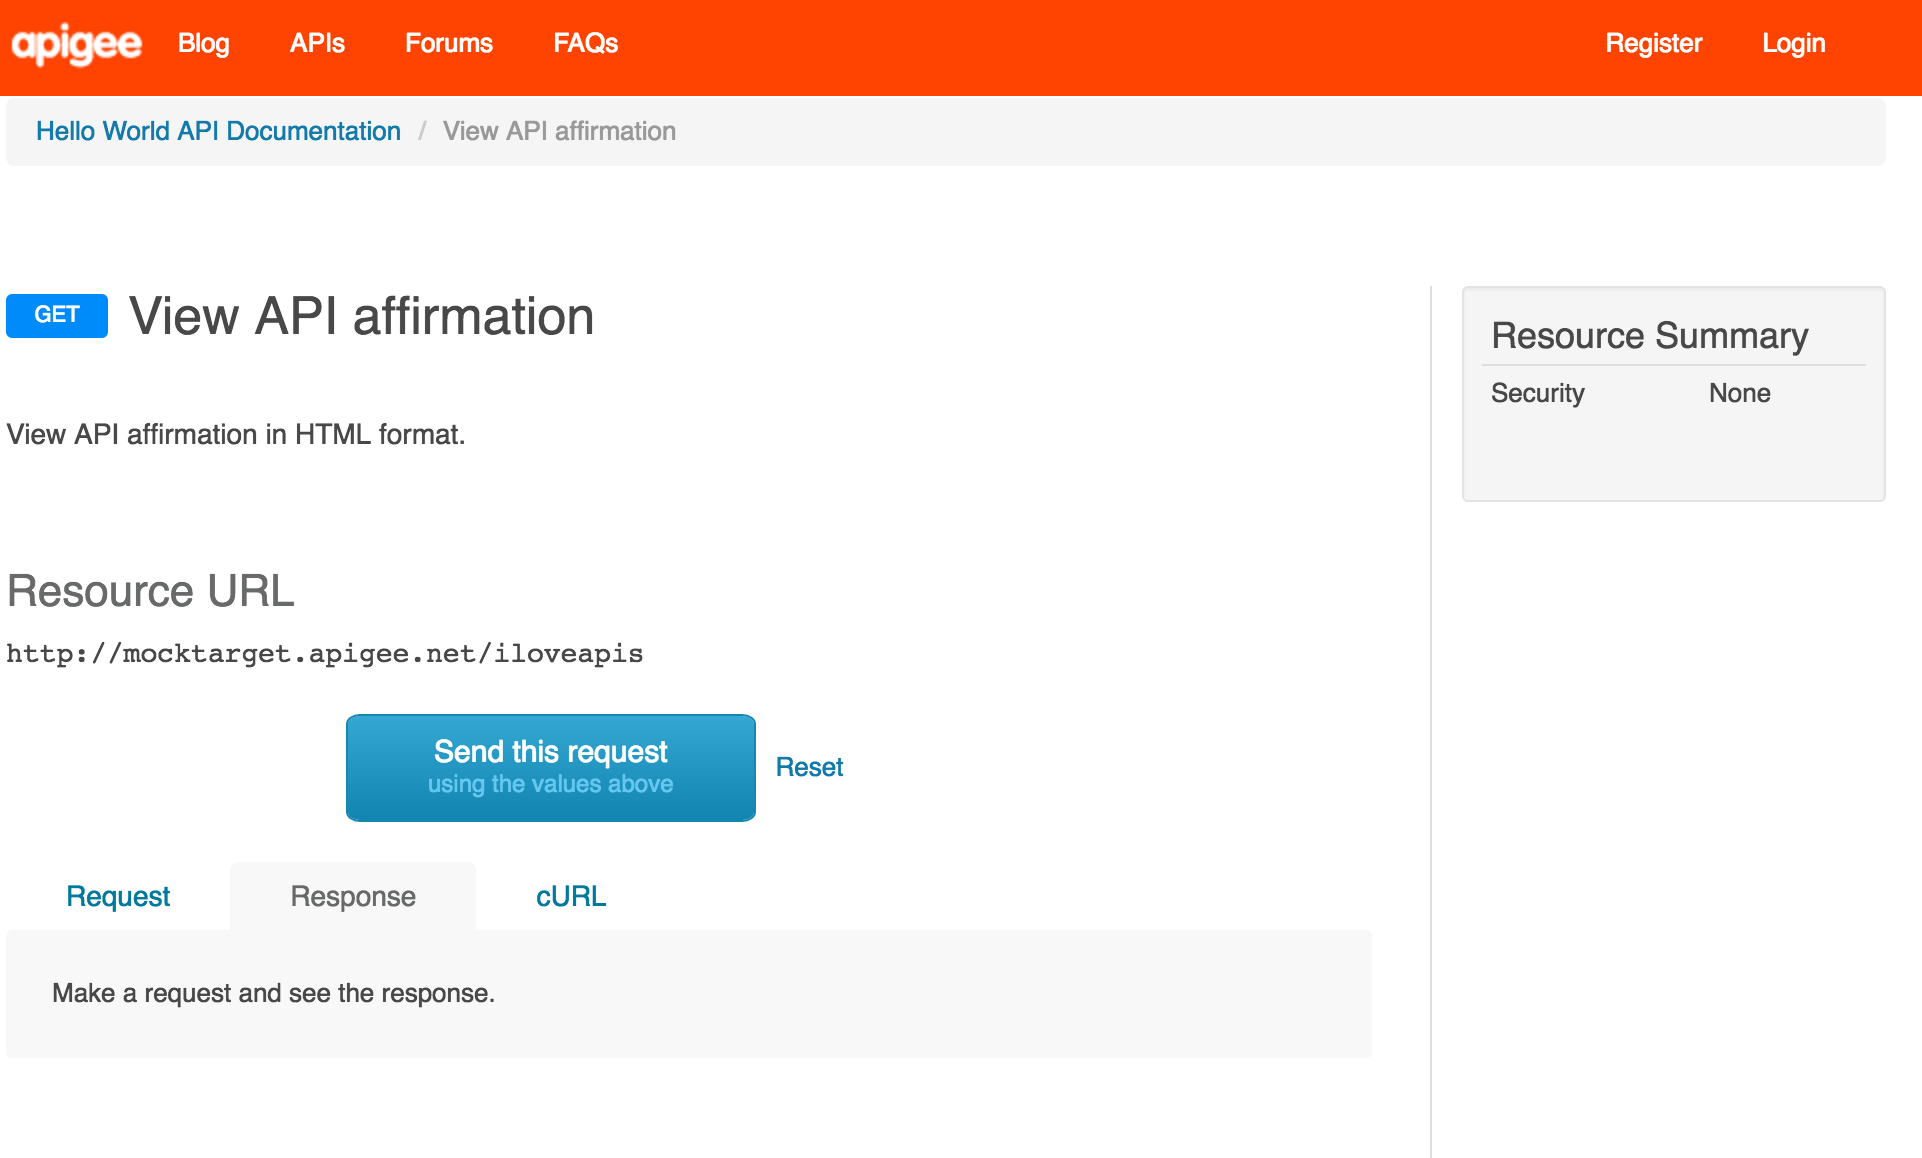 apigee Blog APIs Forums FAQs Register Login
Hello World API Documentation / View API affirmation
GET View API affirmation
View API affirmation in HTML format.
Resource Summary
Security None
Resource URL
http://mocktarget.apigee.net/iloveapis
Send this request
using the values above
Reset
Request Response cURL
Make a request and see the response.